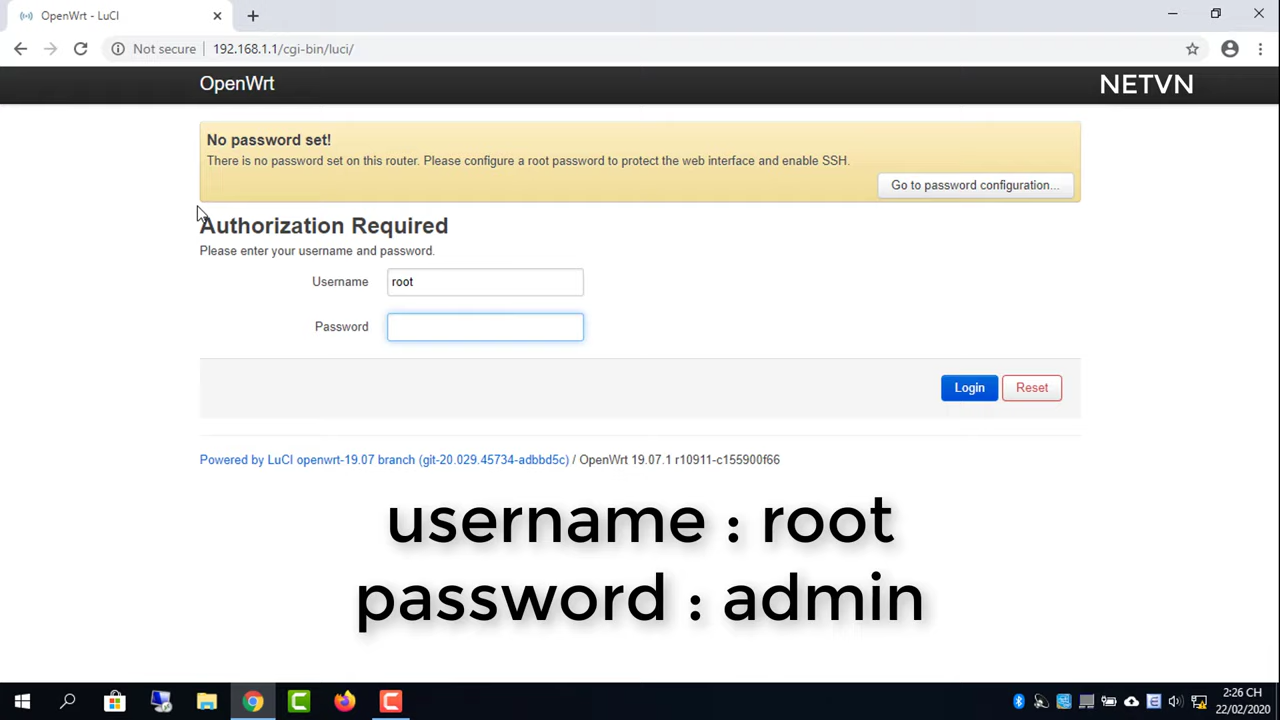 OpenWrt - LuCI
Not secure
192.168.1.1/cgi-bin/luci/
OpenWrt
NETVN
No password set!
There is no password set on this router. Please configure a root password to protect the web interface and enable SSH.
Go to password configuration...
Authorization Required
Please enter your username and password.
Username
root
Password
Login
Reset
Powered by LuCI openwrt-19.07 branch (git-20.029.45734-adbbd5c) / OpenWrt 19.07.1 r10911-c155900f66
username : root
password : admin
2:26 CH
22/02/2020